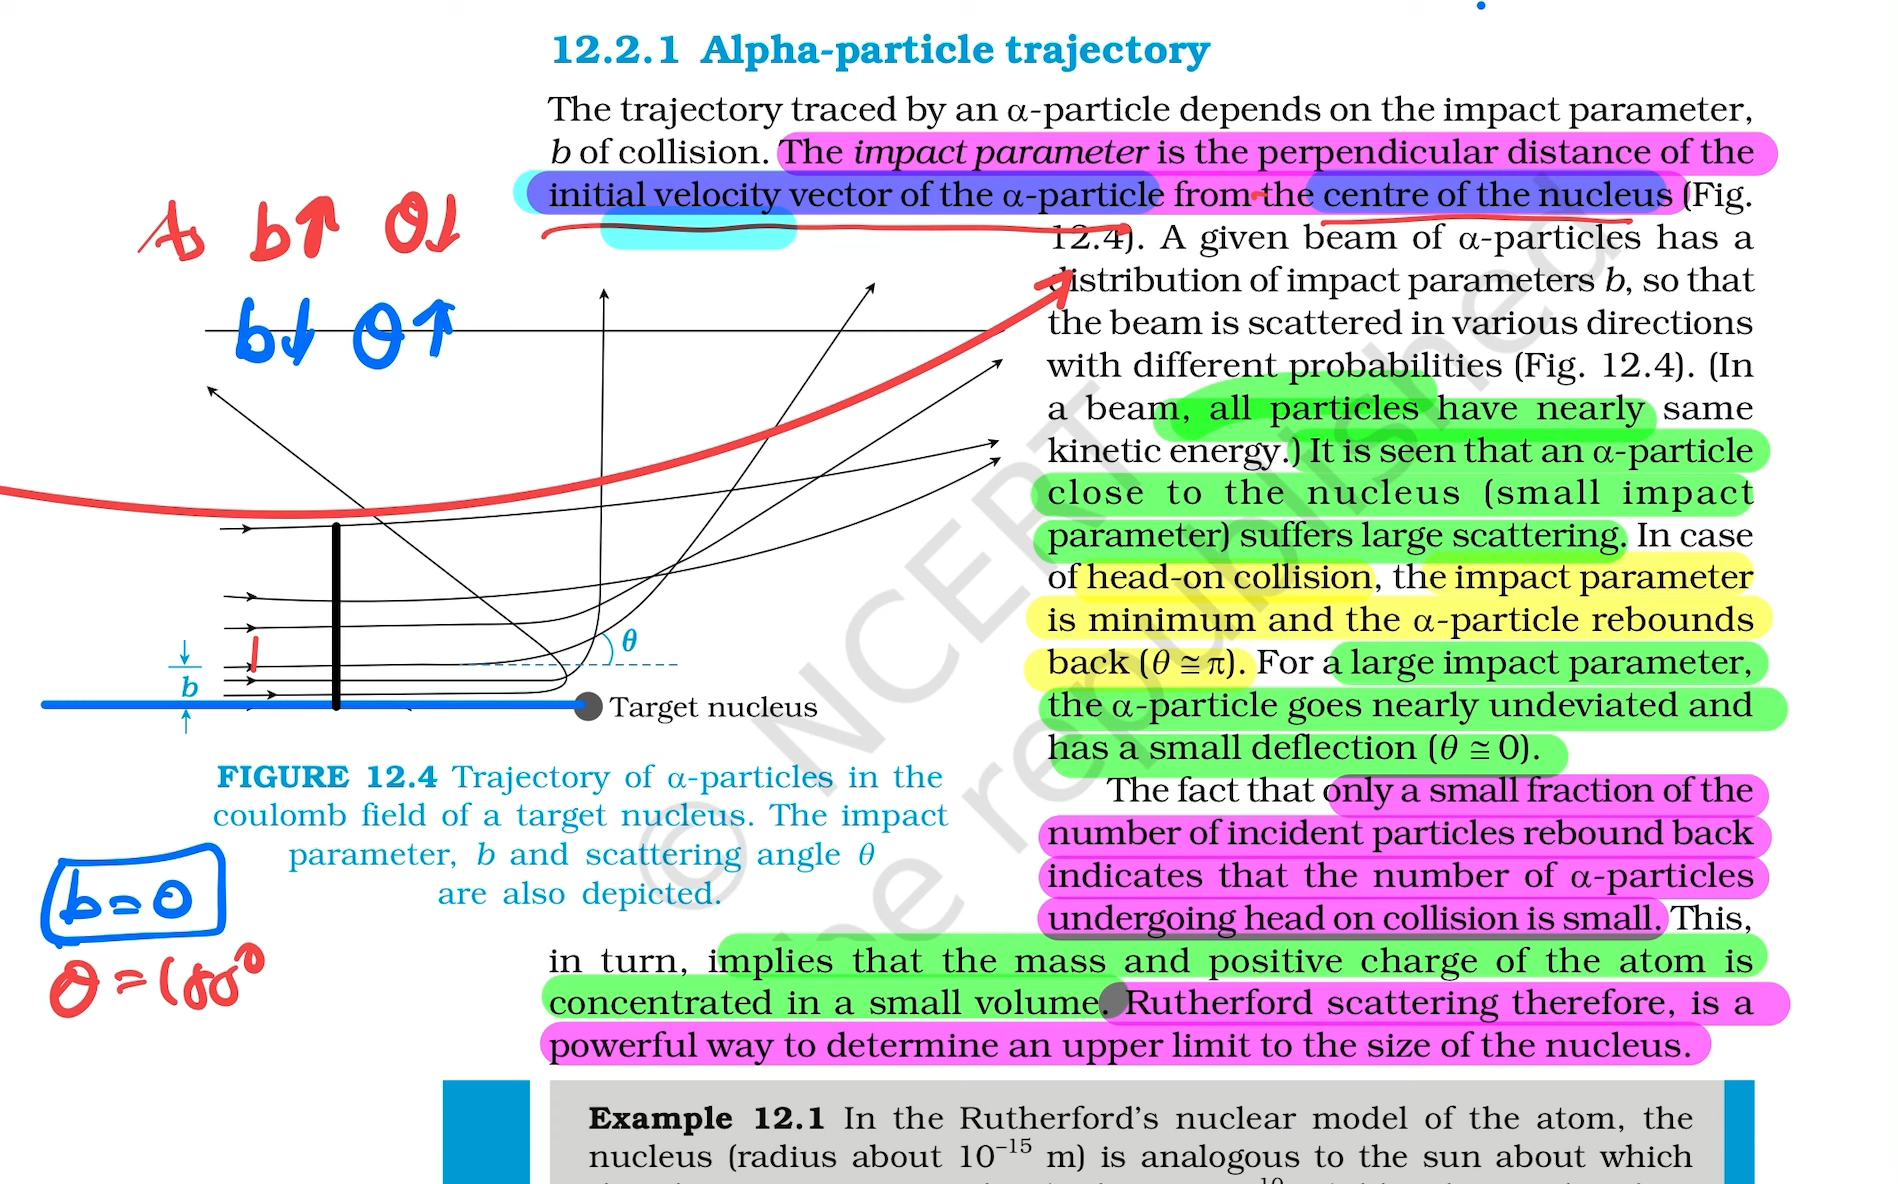 12.2.1 Alpha-particle trajectory
The trajectory traced by an α-particle depends on the impact parameter,
b of collision. The impact parameter is the perpendicular distance of the
initial velocity vector of the α-particle from the centre of the nucleus (Fig.
12.4). A given beam of α-particles has a
distribution of impact parameters b, so that
the beam is scattered in various directions
with different probabilities (Fig. 12.4). (In
a beam, all particles have nearly same
kinetic energy.) It is seen that an α-particle
close to the nucleus (small impact
parameter) suffers large scattering. In case
of head-on collision, the impact parameter
is minimum and the α-particle rebounds
back (θ ≅ π). For a large impact parameter,
the α-particle goes nearly undeviated and
has a small deflection (θ ≅ 0).
The fact that only a small fraction of the
number of incident particles rebound back
indicates that the number of α-particles
undergoing head on collision is small. This,
in turn, implies that the mass and positive charge of the atom is
concentrated in a small volume. Rutherford scattering therefore, is a
powerful way to determine an upper limit to the size of the nucleus.
As b↑ θ↓
b↓ θ↑
θ
b
Target nucleus
FIGURE 12.4 Trajectory of α-particles in the
coulomb field of a target nucleus. The impact
parameter, b and scattering angle θ
are also depicted.
b=0
θ=180°
© NCERT
be republished
Example 12.1 In the Rutherford's nuclear model of the atom, the
nucleus (radius about 10⁻¹⁵ m) is analogous to the sun about which